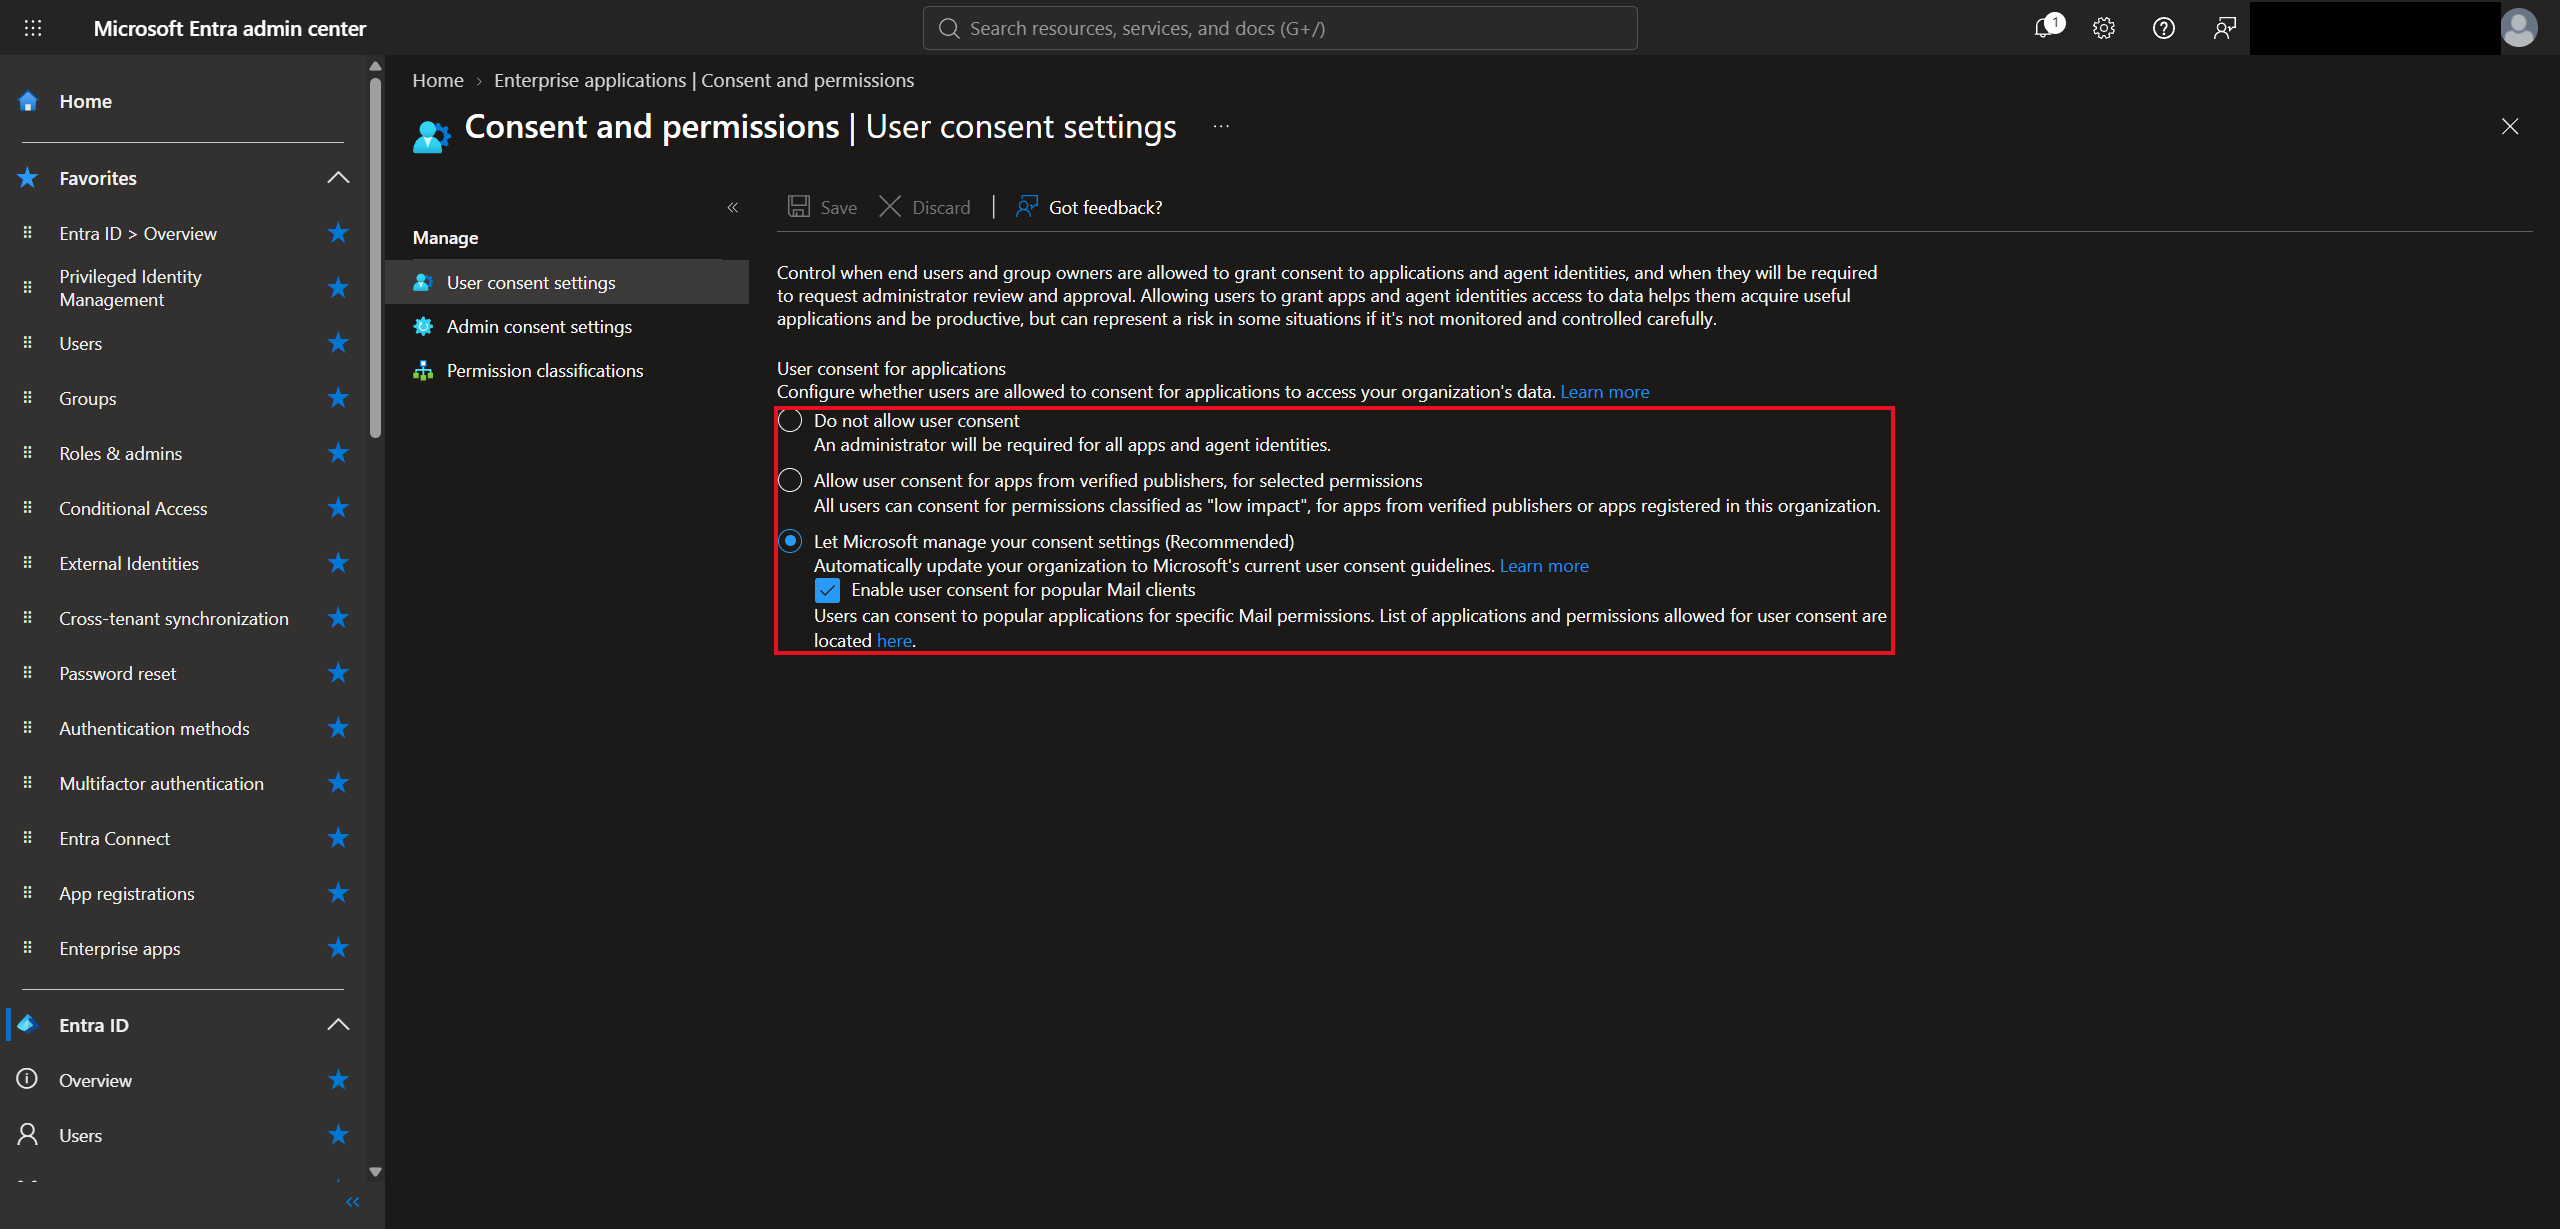 Microsoft Entra admin center
Search resources, services, and docs (G+/)
1
Home
Favorites
Entra ID > Overview
Privileged Identity
Management
Users
Groups
Roles & admins
Conditional Access
External Identities
Cross-tenant synchronization
Password reset
Authentication methods
Multifactor authentication
Entra Connect
App registrations
Enterprise apps
Entra ID
Overview
Users
Home › Enterprise applications | Consent and permissions
Consent and permissions | User consent settings ...
Manage
User consent settings
Admin consent settings
Permission classifications
Save Discard | Got feedback?
Control when end users and group owners are allowed to grant consent to applications and agent identities, and when they will be required
to request administrator review and approval. Allowing users to grant apps and agent identities access to data helps them acquire useful
applications and be productive, but can represent a risk in some situations if it's not monitored and controlled carefully.
User consent for applications
Configure whether users are allowed to consent for applications to access your organization's data. Learn more
Do not allow user consent
An administrator will be required for all apps and agent identities.
Allow user consent for apps from verified publishers, for selected permissions
All users can consent for permissions classified as "low impact", for apps from verified publishers or apps registered in this organization.
Let Microsoft manage your consent settings (Recommended)
Automatically update your organization to Microsoft's current user consent guidelines. Learn more
Enable user consent for popular Mail clients
Users can consent to popular applications for specific Mail permissions. List of applications and permissions allowed for user consent are
located here.